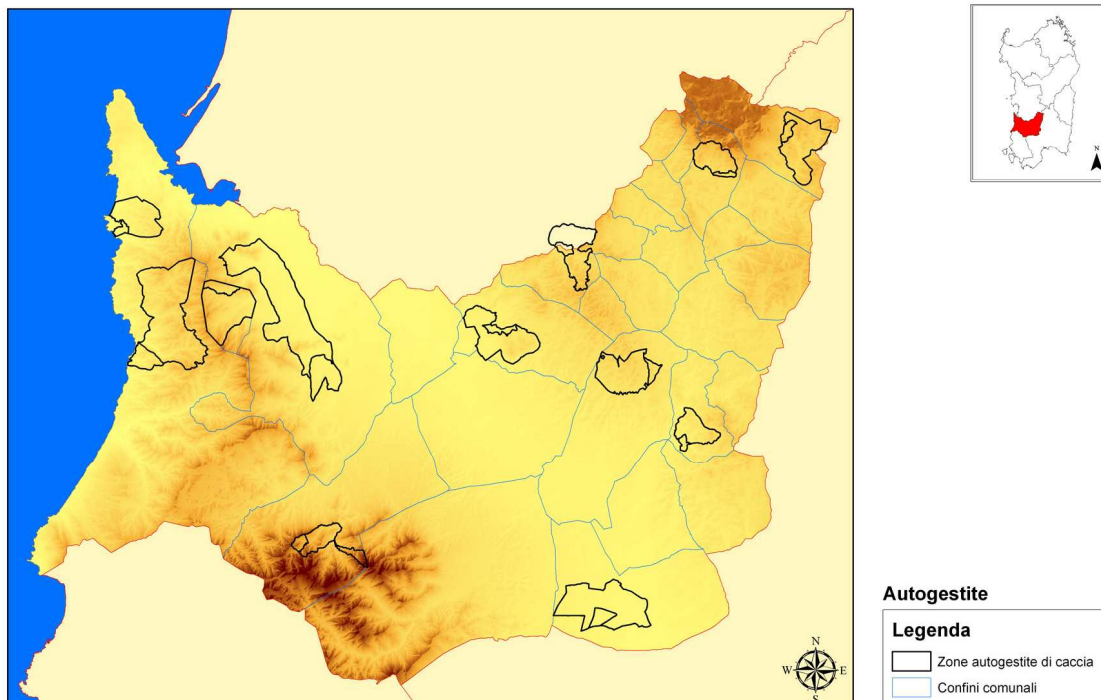 N
N
W
E
S
Autogestite
Legenda
Zone autogestite di caccia
Confini comunali